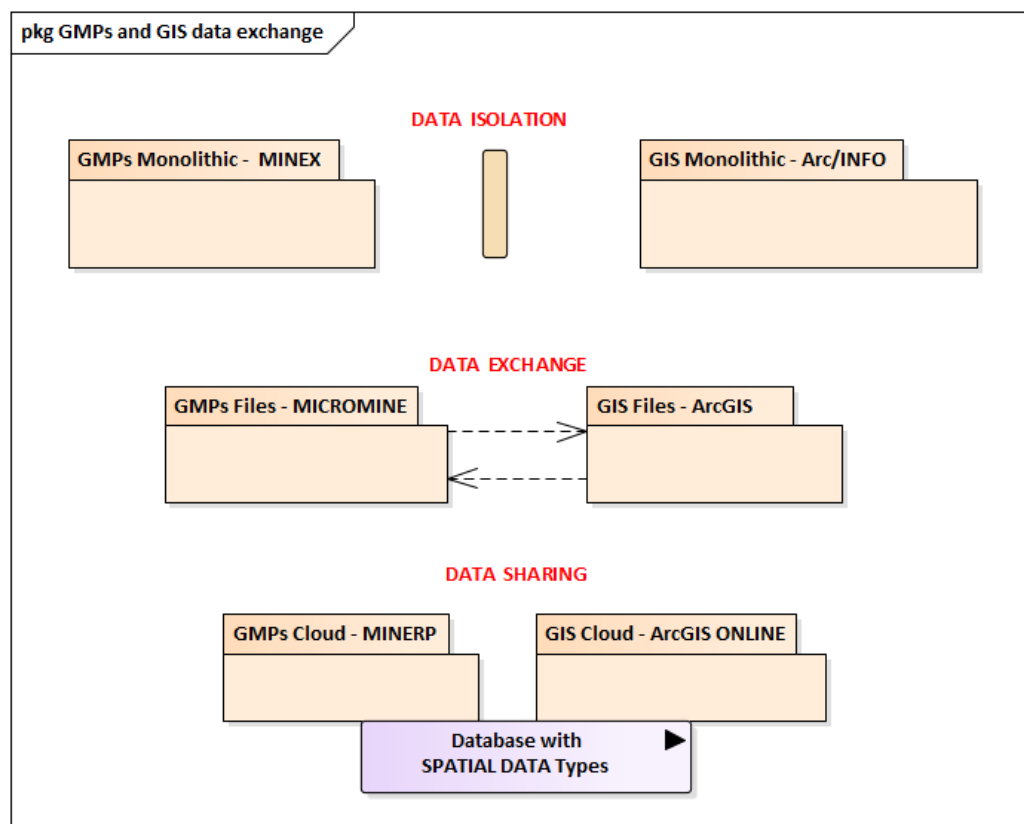 pkg GMPs and GIS data exchange
DATA ISOLATION
GMPs Monolithic - MINEX
GIS Monolithic - Arc/INFO
DATA EXCHANGE
GMPs Files - MICROMINE
GIS Files - ArcGIS
DATA SHARING
GMPs Cloud - MINERP
GIS Cloud - ArcGIS ONLINE
Database with
SPATIAL DATA Types